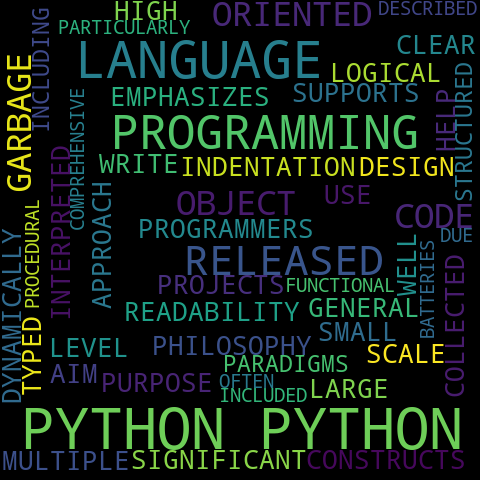 HIGH
ORIENTED
DESCRIBED
PARTICULARLY
INCLUDING
LANGUAGE
CLEAR
LOGICAL
GARBAGE
EMPHASIZES
SUPPORTS
HELP
STRUCTURED
COMPREHENSIVE
PROGRAMMING
WRITE
INDENTATION
DESIGN
INTERPRETED
APPROACH
OBJECT
USE
CODE
PROCEDURAL
PROGRAMMERS
DUE
DYNAMICALLY
RELEASED
WELL
BATTERIES
COLLECTED
PROJECTS
FUNCTIONAL
READABILITY
GENERAL
TYPED
SMALL
LEVEL
PHILOSOPHY
SCALE
PARADIGMS
AIM
PURPOSE
OFTEN
INCLUDED
LARGE
PYTHON PYTHON
MULTIPLE
SIGNIFICANT
CONSTRUCTS